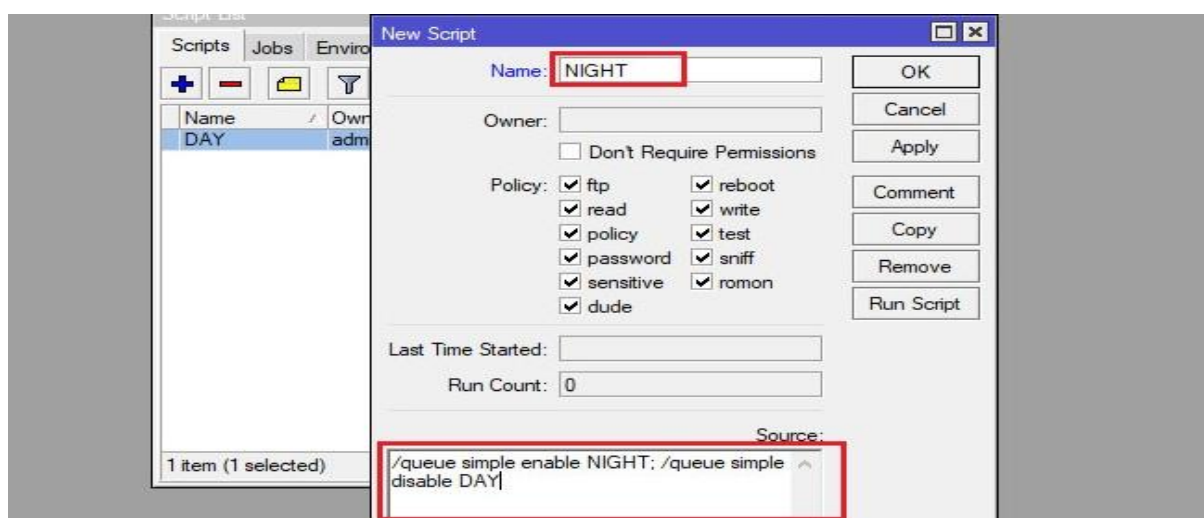 Script List
Scripts Jobs Enviro
Name Own
DAY adm
1 item (1 selected)
New Script
Name: NIGHT
Owner:
Don't Require Permissions
Policy: ftp reboot
read write
policy test
password sniff
sensitive romon
dude
Last Time Started:
Run Count: 0
Source:
/queue simple enable NIGHT; /queue simple
disable DAY
OK
Cancel
Apply
Comment
Copy
Remove
Run Script